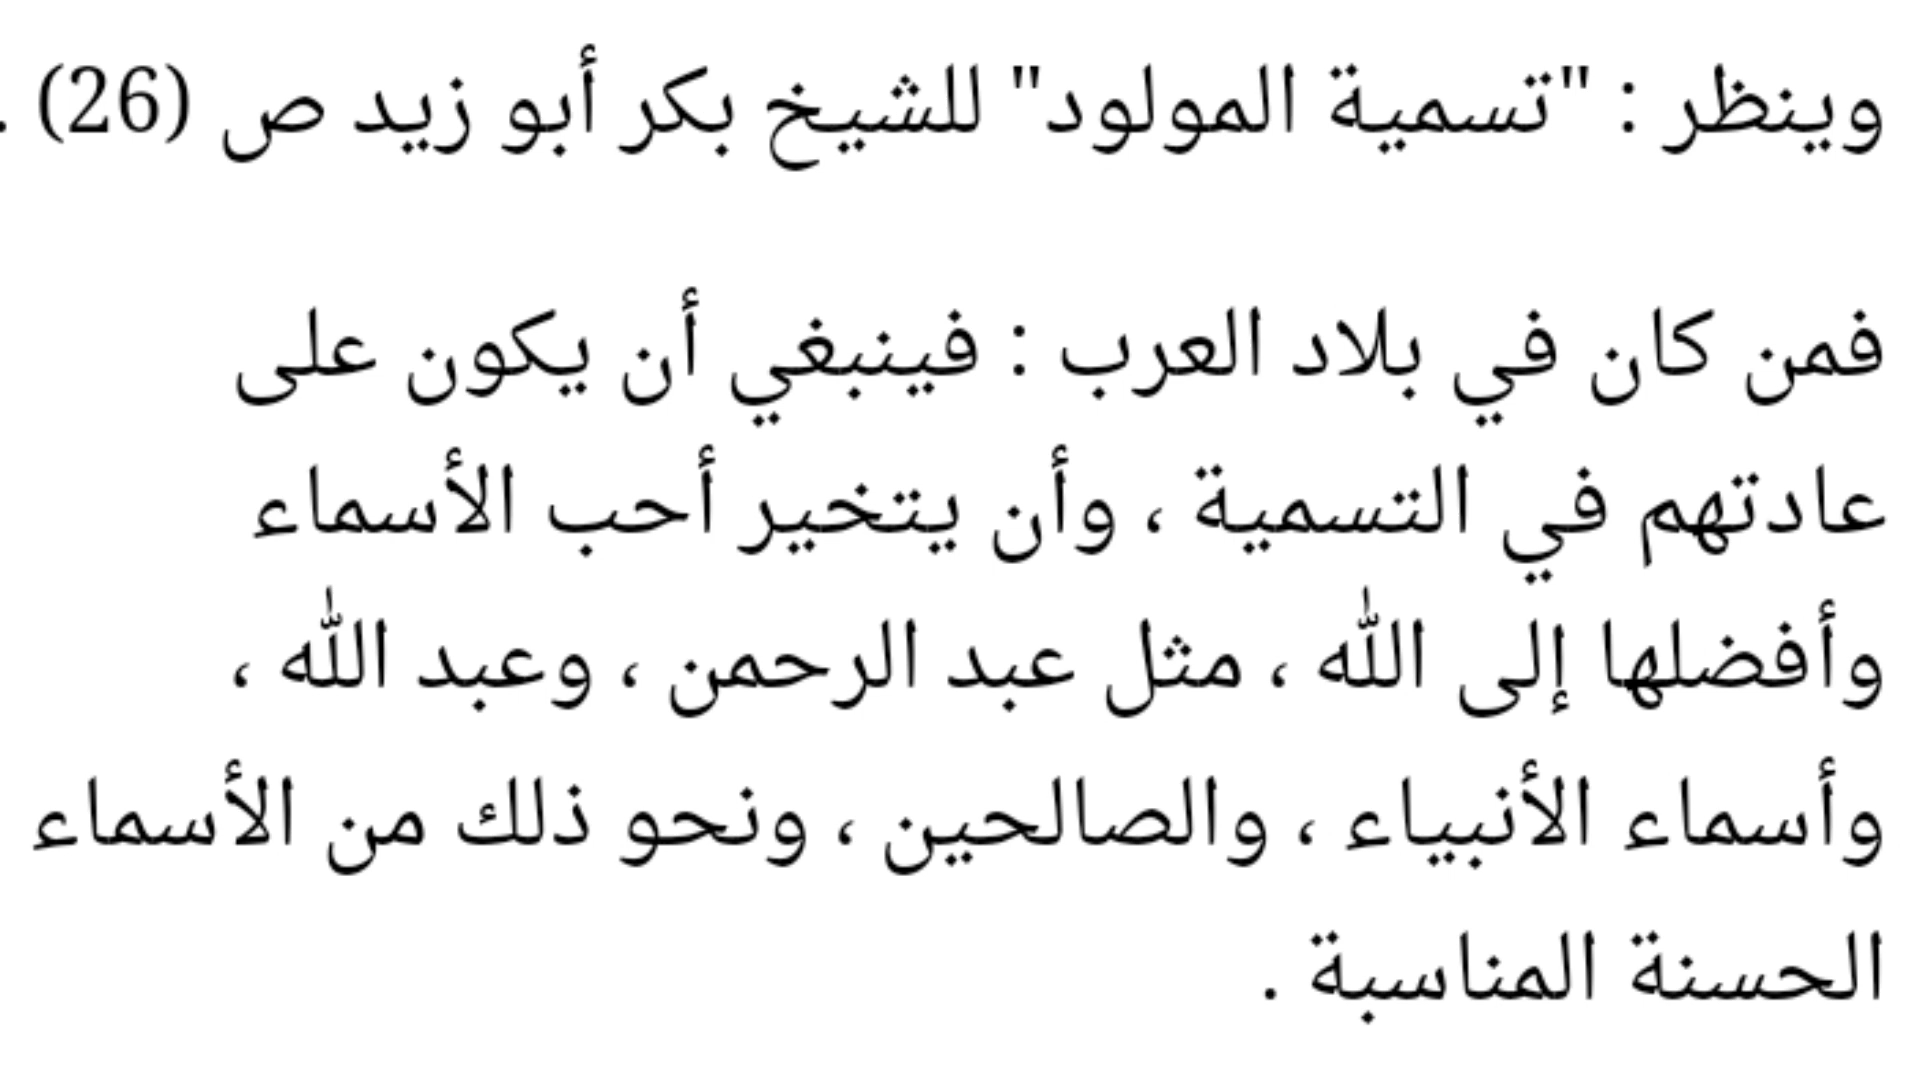 وينظر : "تسمية المولود" للشيخ بكر أبو زيد ص (26) .
فمن كان في بلاد العرب : فينبغي أن يكون على
عادتهم في التسمية ، وأن يتخير أحب الأسماء
وأفضلها إلى الله ، مثل عبد الرحمن ، وعبد الله ،
وأسماء الأنبياء ، والصالحين ، ونحو ذلك من الأسماء
الحسنة المناسبة .